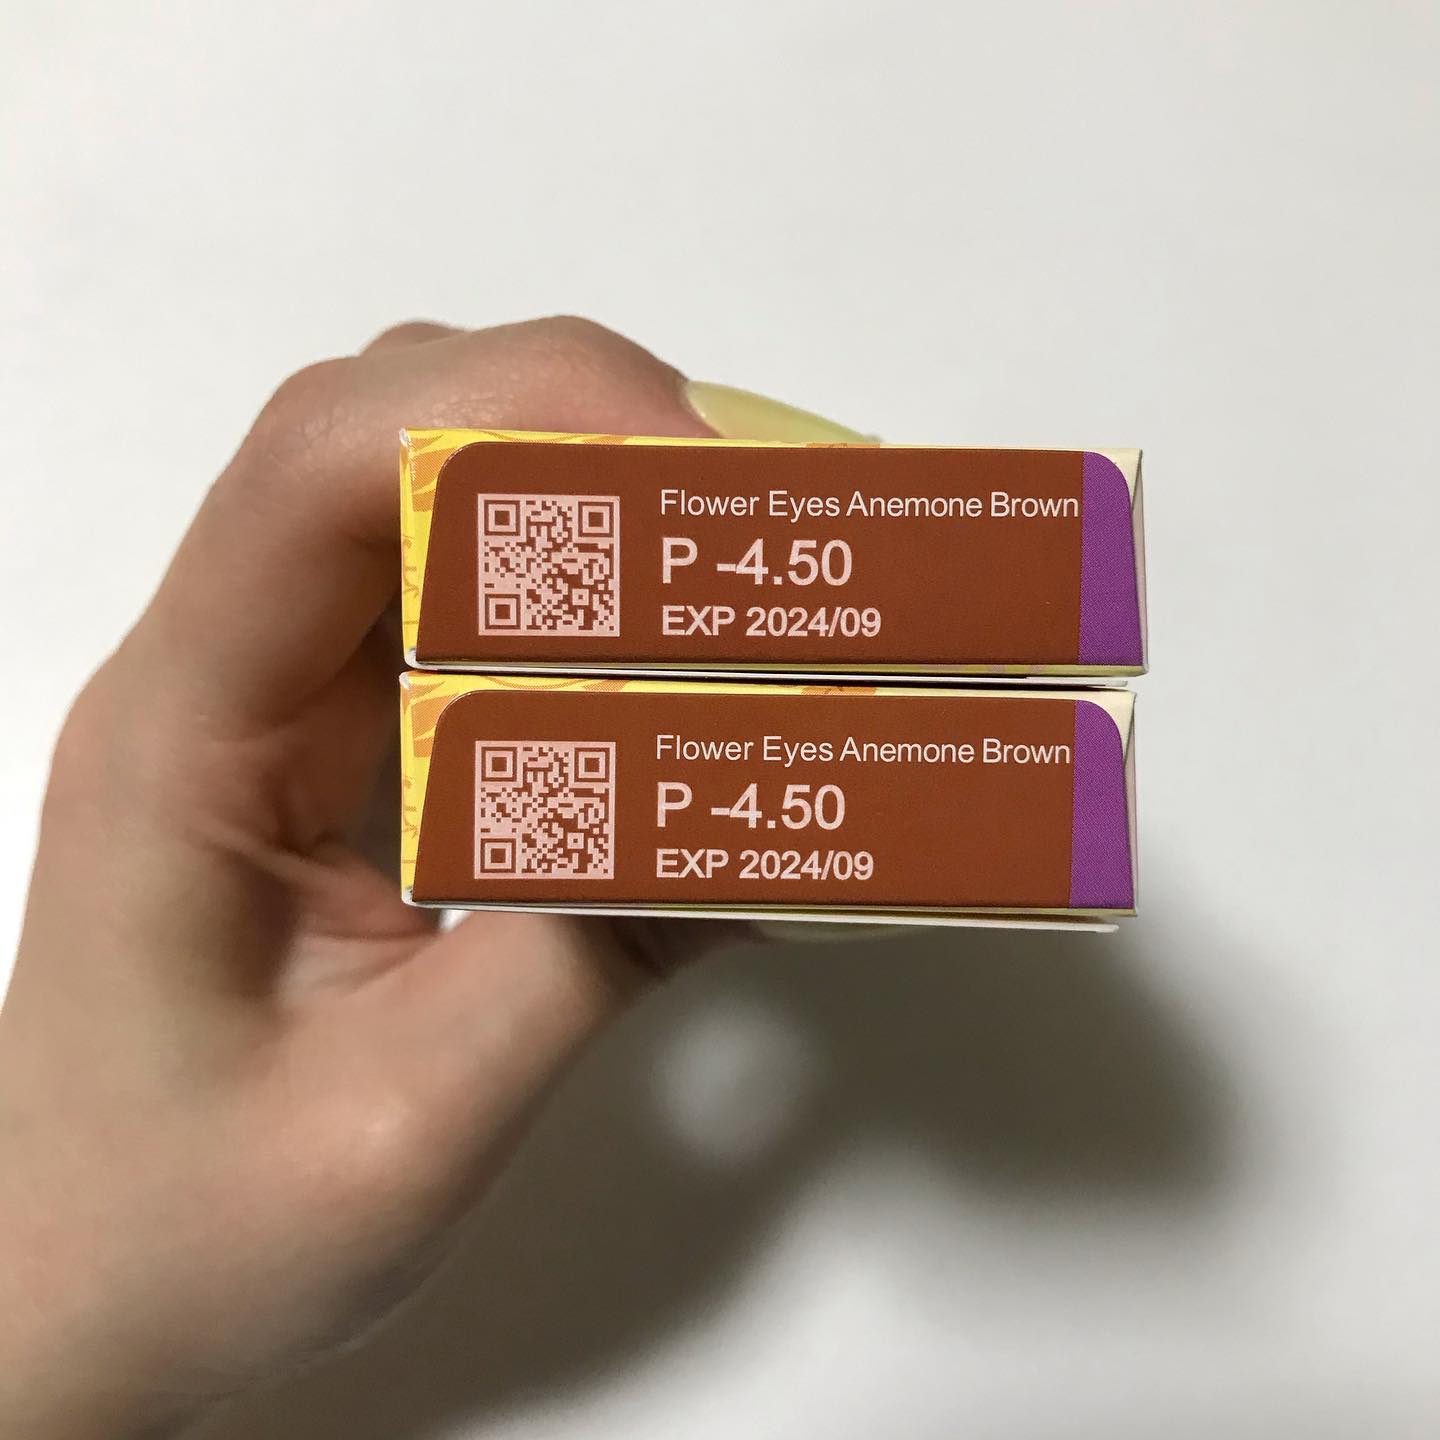 Flower Eyes Anemone Brown
P -4.50
EXP 2024/09
Flower Eyes Anemone Brown
P -4.50
EXP 2024/09